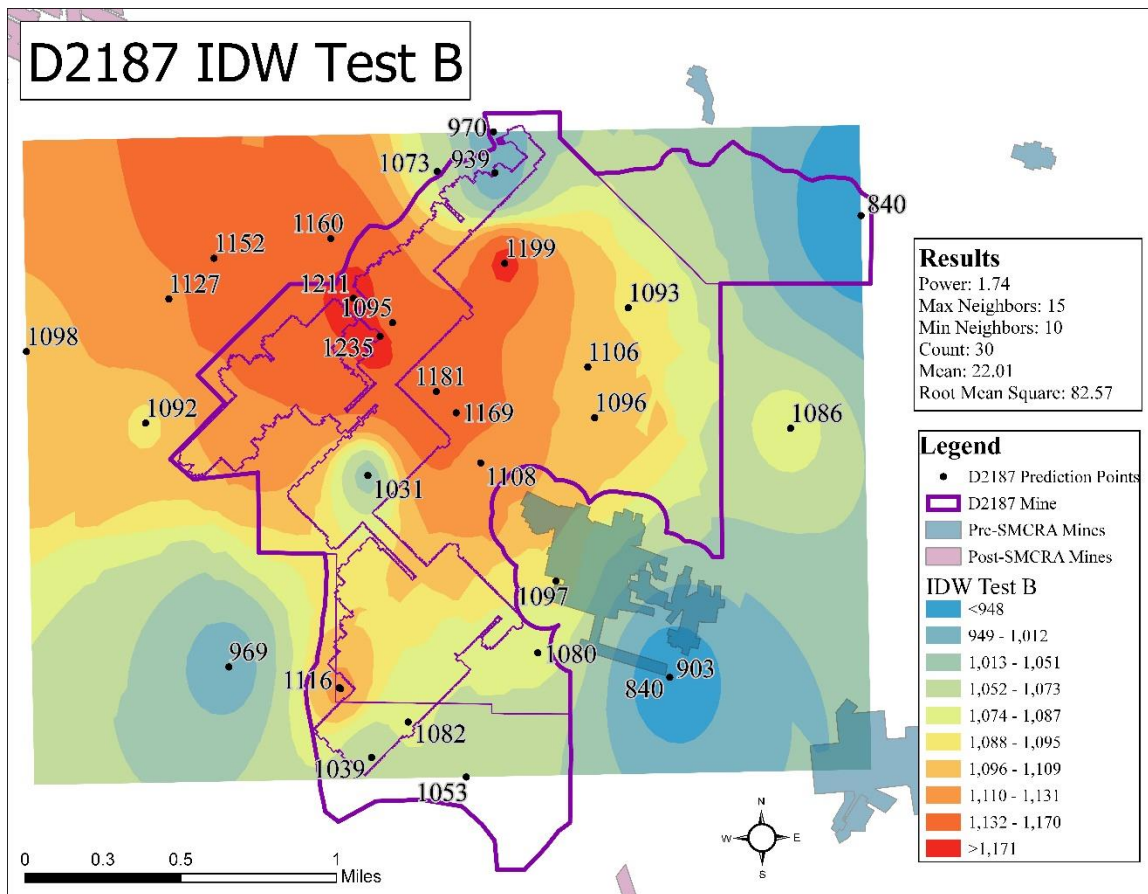 D2187 IDW Test B
970
1073
939
840
1160
1152
1199
1127
1211
1095
1093
1235
1098
1106
1181
1169
1096
1092
1086
1108
1031
1097
1080
969
903
840
1116
1082
1039
1053
Results
Power: 1.74
Max Neighbors: 15
Min Neighbors: 10
Count: 30
Mean: 22.01
Root Mean Square: 82.57
Legend
D2187 Prediction Points
D2187 Mine
Pre-SMCRA Mines
Post-SMCRA Mines
IDW Test B
<948
949 - 1,012
1,013 - 1,051
1,052 - 1,073
1,074 - 1,087
1,088 - 1,095
1,096 - 1,109
1,110 - 1,131
1,132 - 1,170
>1,171
N
W E
S
0 0.3 0.5 1
Miles